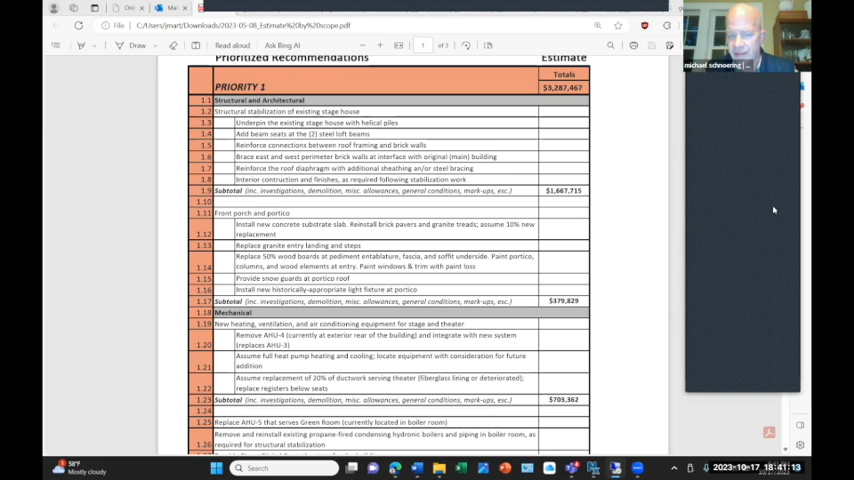 Onl
Mai
File
C:/Users/jmart/Downloads/2023-05-08_Estimate%20by%20scope.pdf
Draw
Read aloud
Ask Bing AI
1
of 3
michael schnoering |...
Prioritized Recommendations
Estimate
Totals
PRIORITY 1
$3,287,467
1.1 Structural and Architectural
1.2 Structural stabilization of existing stage house
1.3 Underpin the existing stage house with helical piles
1.4 Add beam seats at the (2) steel loft beams
1.5 Reinforce connections between roof framing and brick walls
1.6 Brace east and west perimeter brick walls at interface with original (main) building
1.7 Reinforce the roof diaphragm with additional sheathing an/or steel bracing
1.8 Interior contruction and finishes, as required following stabilization work
1.9 Subtotal (inc. investigations, demolition, misc. allowances, general conditions, mark-ups, esc.) $1,667,715
1.10
1.11 Front porch and portico
Install new concrete substrate slab. Reinstall brick pavers and granite treads; assume 10% new
1.12 replacement
1.13 Replace granite entry landing and steps
Replace 50% wood boards at pediment entablature, fascia, and soffit underside. Paint portico,
1.14 columns, and wood elements at entry. Paint windows & trim with paint loss
1.15 Provide snow guards at portico roof
1.16 Install new historically-appropriate light fixture at portico
1.17 Subtotal (inc. investigations, demolition, misc. allowances, general conditions, mark-ups, esc.) $379,829
1.18 Mechanical
1.19 New heating, ventilation, and air conditioning equipment for stage and theater
Remove AHU-4 (currently at exterior rear of the building) and integrate with new system
1.20 (replaces AHU-3)
Assume full heat pump heating and cooling; locate equipment with consideration for future
1.21 addition
Assume replacement of 20% of ductwork serving theater (fiberglass lining or deteriorated);
1.22 replace registers below seats
1.23 Subtotal (inc. investigations, demolition, misc. allowances, general conditions, mark-ups, esc.) $703,362
1.24
1.25 Replace AHU-5 that serves Green Room (currently located in boiler room)
Remove and reinstall existing propane-fired condensing hydronic boilers and piping in boiler room, as
1.26 required for structural stabilization
58°F
Mostly cloudy
Search
2023-10-17 18:41:13